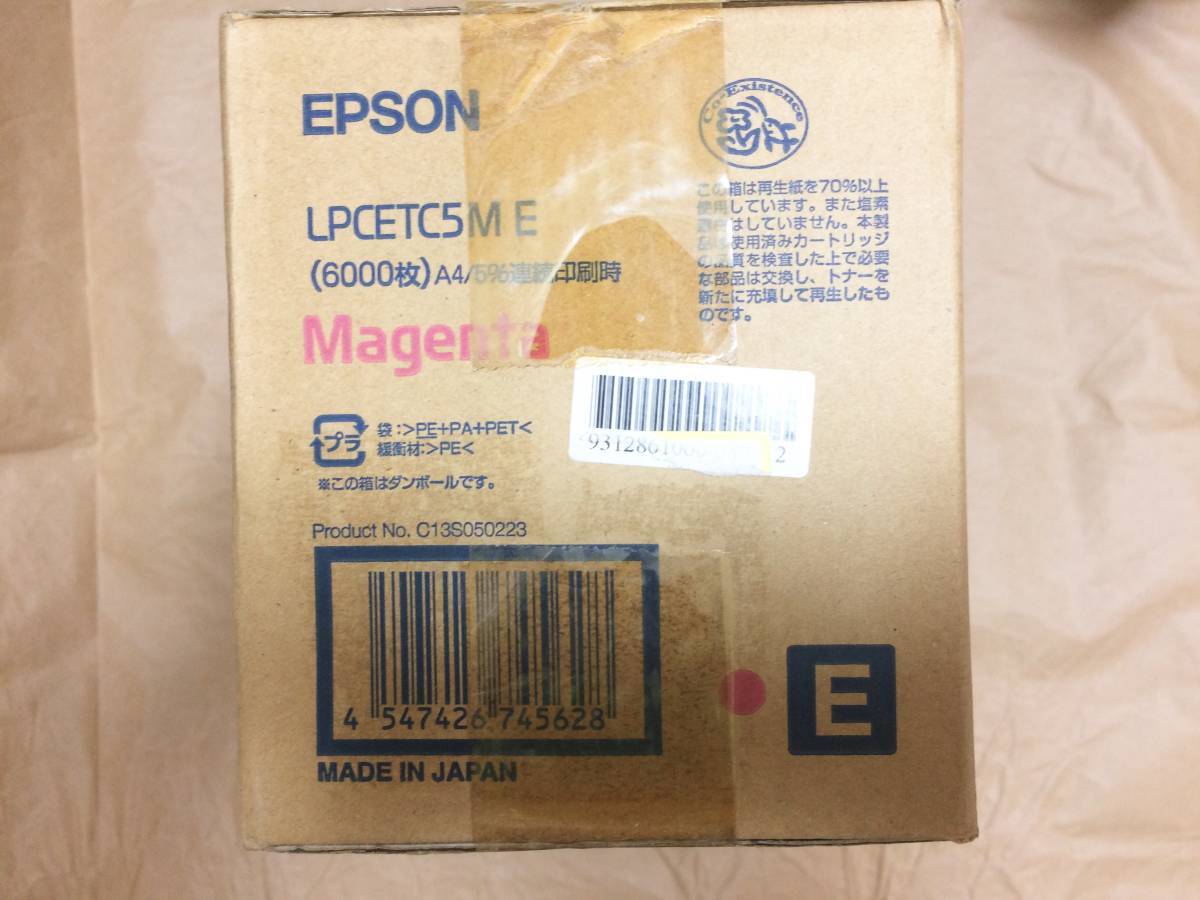 EPSON
Co-Existence
LPCETC5M E
(6000枚)A4/5%連続印刷時
Magenta
この箱は再生紙を70%以上
使用しています。また塩素
はしていません。本製
使用済みカートリッジ
の品質を検査した上で必要
な部品は交換し、トナーを
新たに充填して再生したも
のです。
プラ
袋:>PE+PA+PET<
緩衝材:>PE<
※この箱はダンボールです。
9312861000
2
Product No. C13S050223
4 547426 745628
E
MADE IN JAPAN